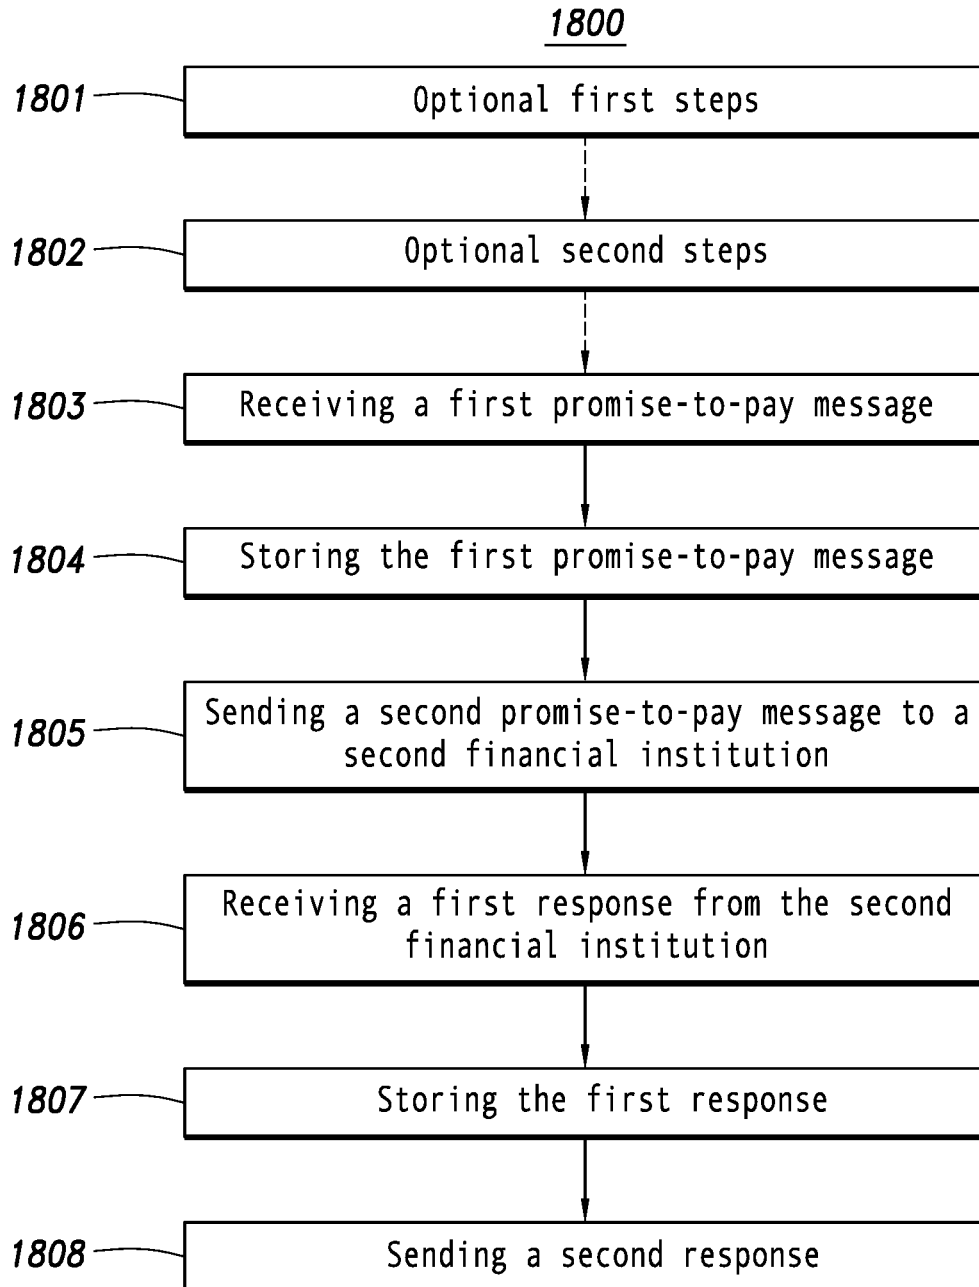 1800
1801 Optional first steps
1802 Optional second steps
1803 Receiving a first promise-to-pay message
1804 Storing the first promise-to-pay message
1805 Sending a second promise-to-pay message to a
second financial institution
1806 Receiving a first response from the second
financial institution
1807 Storing the first response
1808 Sending a second response